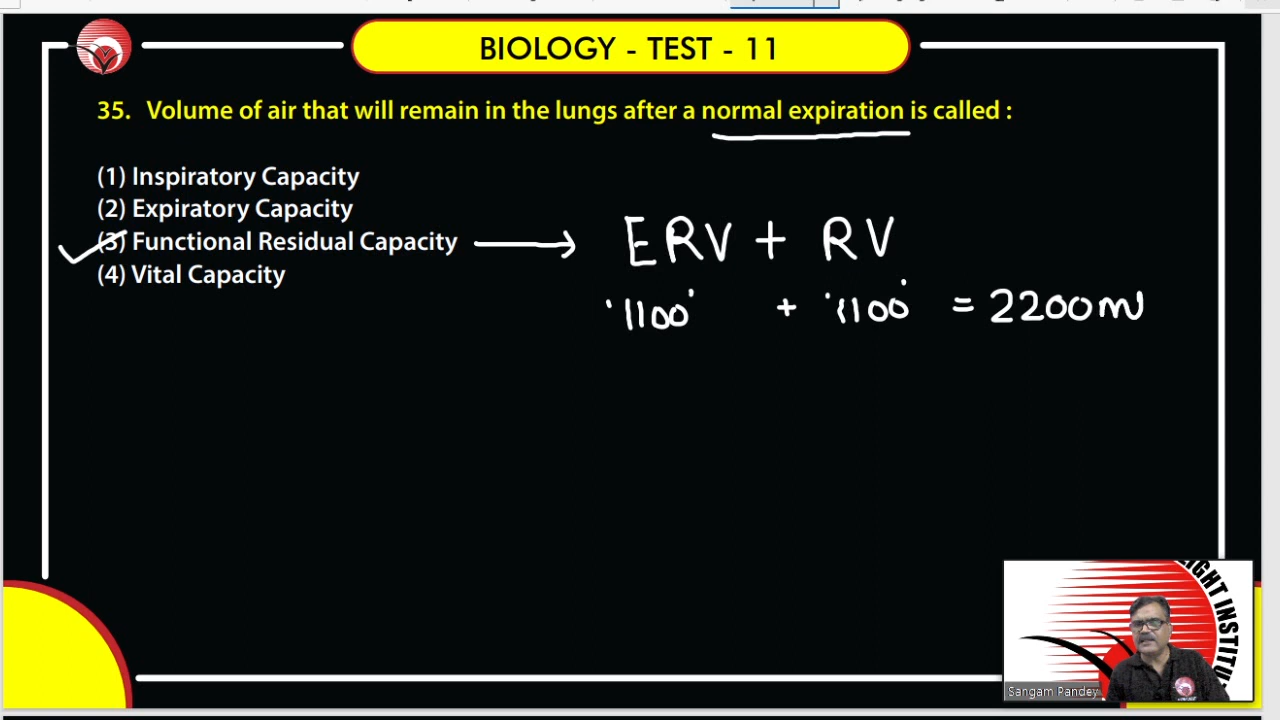 BIOLOGY - TEST - 11
35. Volume of air that will remain in the lungs after a normal expiration is called :
(1) Inspiratory Capacity
(2) Expiratory Capacity
(3) Functional Residual Capacity
(4) Vital Capacity
ERV + RV
'1100' + '1100' = 2200ml
Sangam Pandey